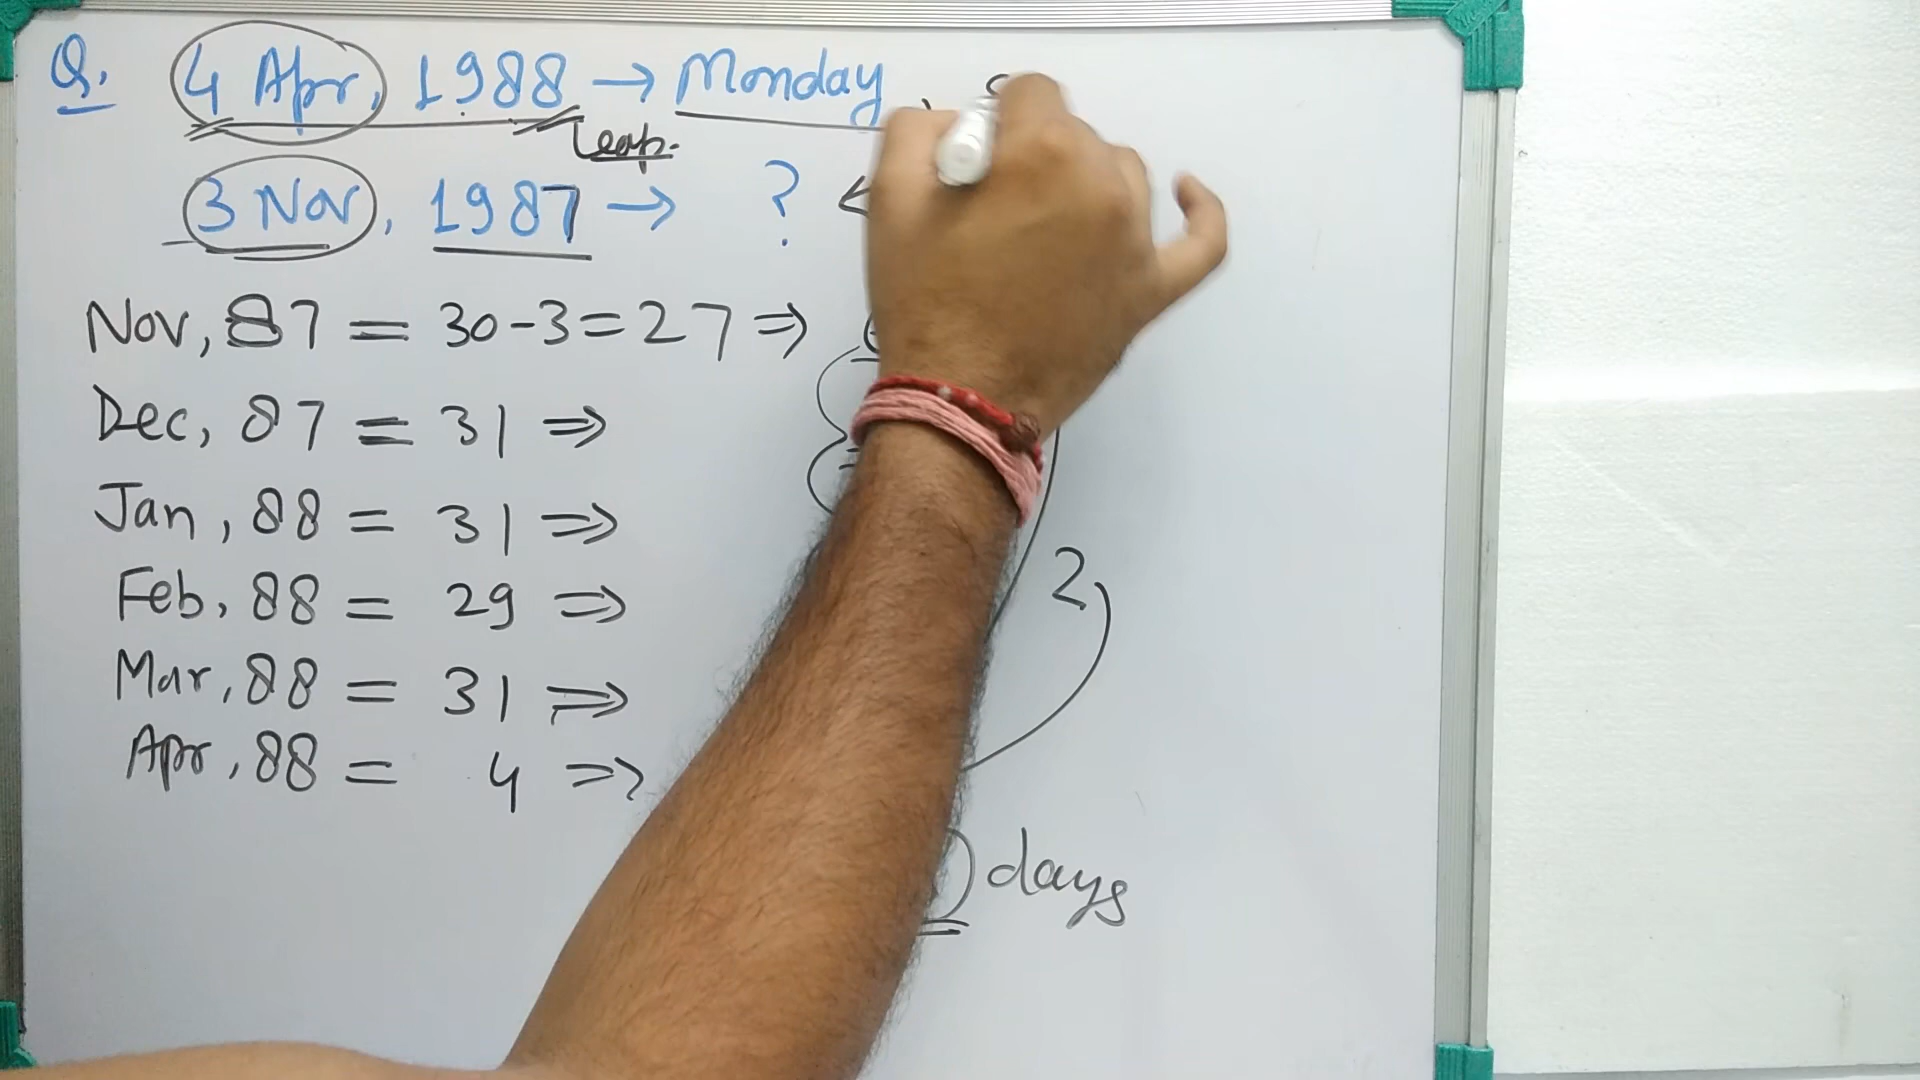 Q. 4 Apr, 1988 → Monday
Leap.
3 Nov, 1987 → ?
Nov, 87 = 30-3=27 ⇒
Dec, 87 = 31 ⇒
Jan, 88 = 31 ⇒
Feb, 88 = 29 ⇒
2
Mar, 88 = 31 ⇒
Apr, 88 = 4 ⇒
days